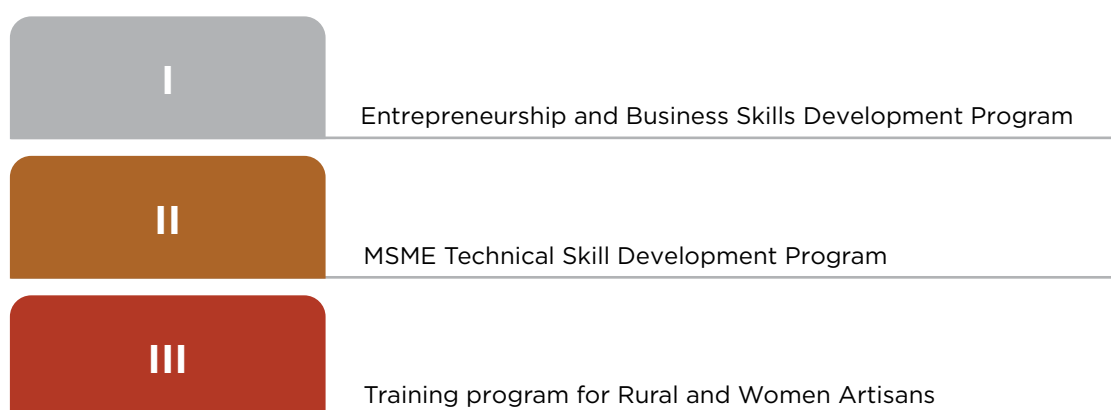 I
Entrepreneurship and Business Skills Development Program
II
MSME Technical Skill Development Program
III
Training program for Rural and Women Artisans